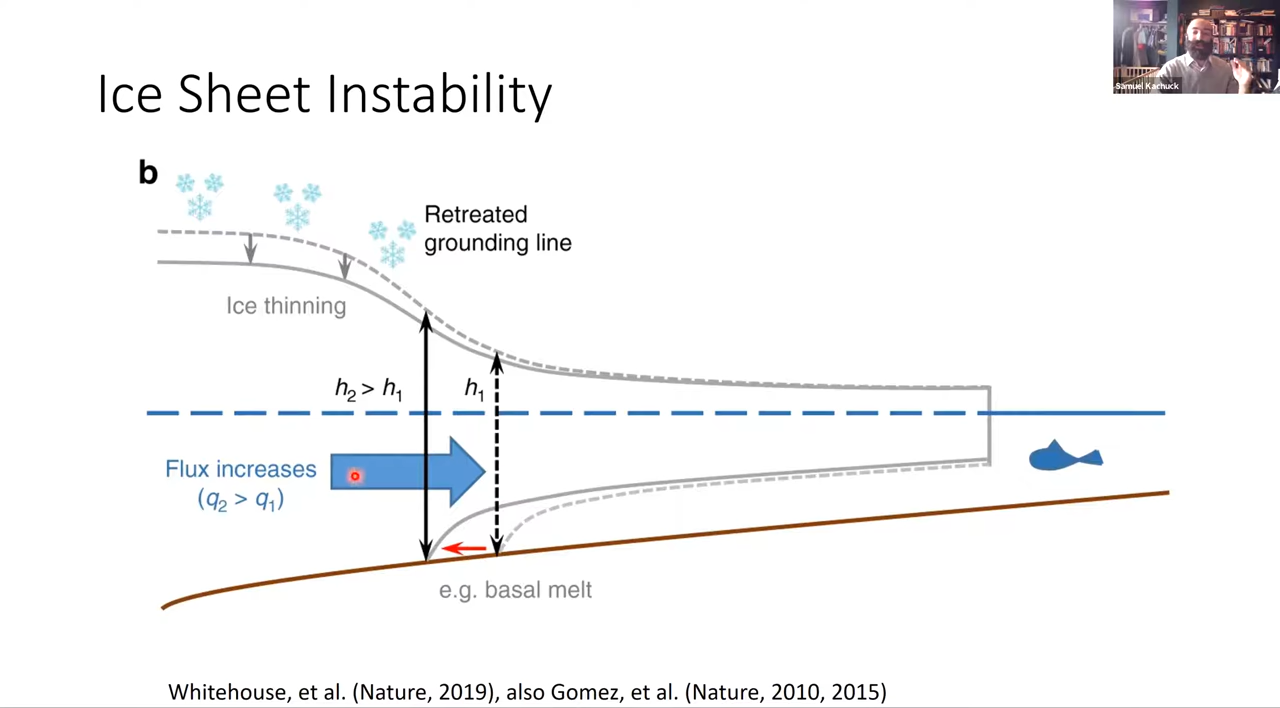 Samuel Kachuck
Ice Sheet Instability
b
Retreated
grounding line
Ice thinning
h2 > h1
h1
Flux increases
(q2 > q1)
e.g. basal melt
Whitehouse, et al. (Nature, 2019), also Gomez, et al. (Nature, 2010, 2015)